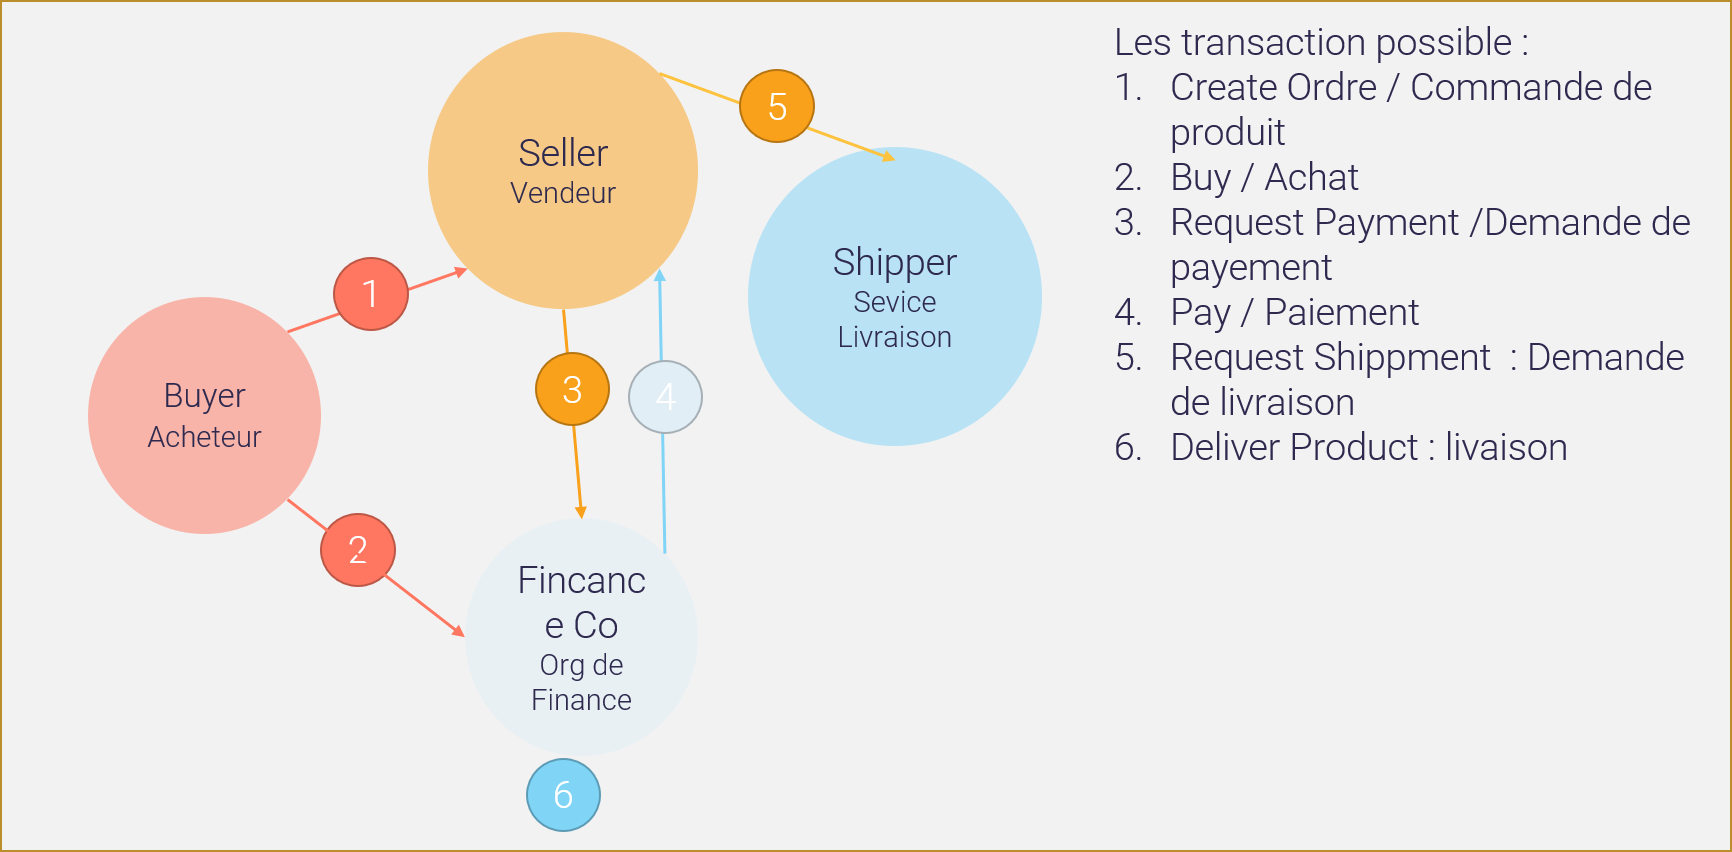 Seller
Vendeur
5
Shipper
Sevice
Livraison
1
Buyer
Acheteur
3
4
2
Fincanc
e Co
Org de
Finance
6
Les transaction possible :
1. Create Ordre / Commande de
produit
2. Buy / Achat
3. Request Payment /Demande de
payement
4. Pay / Paiement
5. Request Shippment : Demande
de livraison
6. Deliver Product : livaison